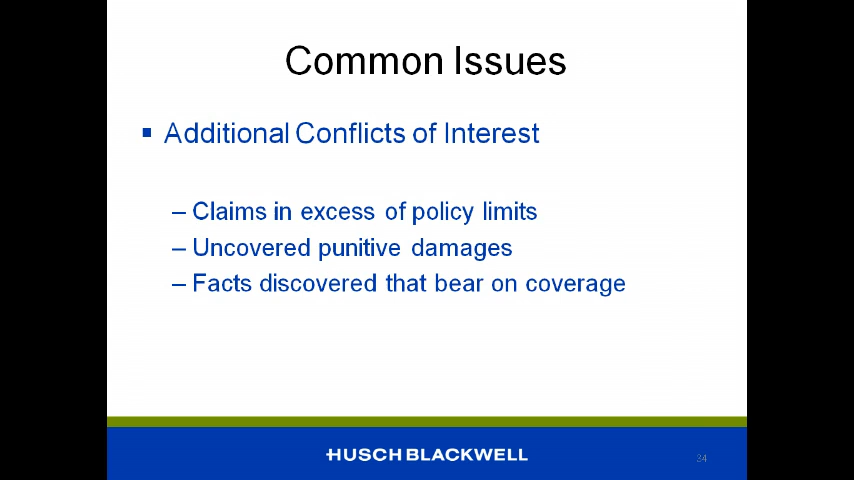 Common Issues
▪ Additional Conflicts of Interest
– Claims in excess of policy limits
– Uncovered punitive damages
– Facts discovered that bear on coverage
HUSCH BLACKWELL
34